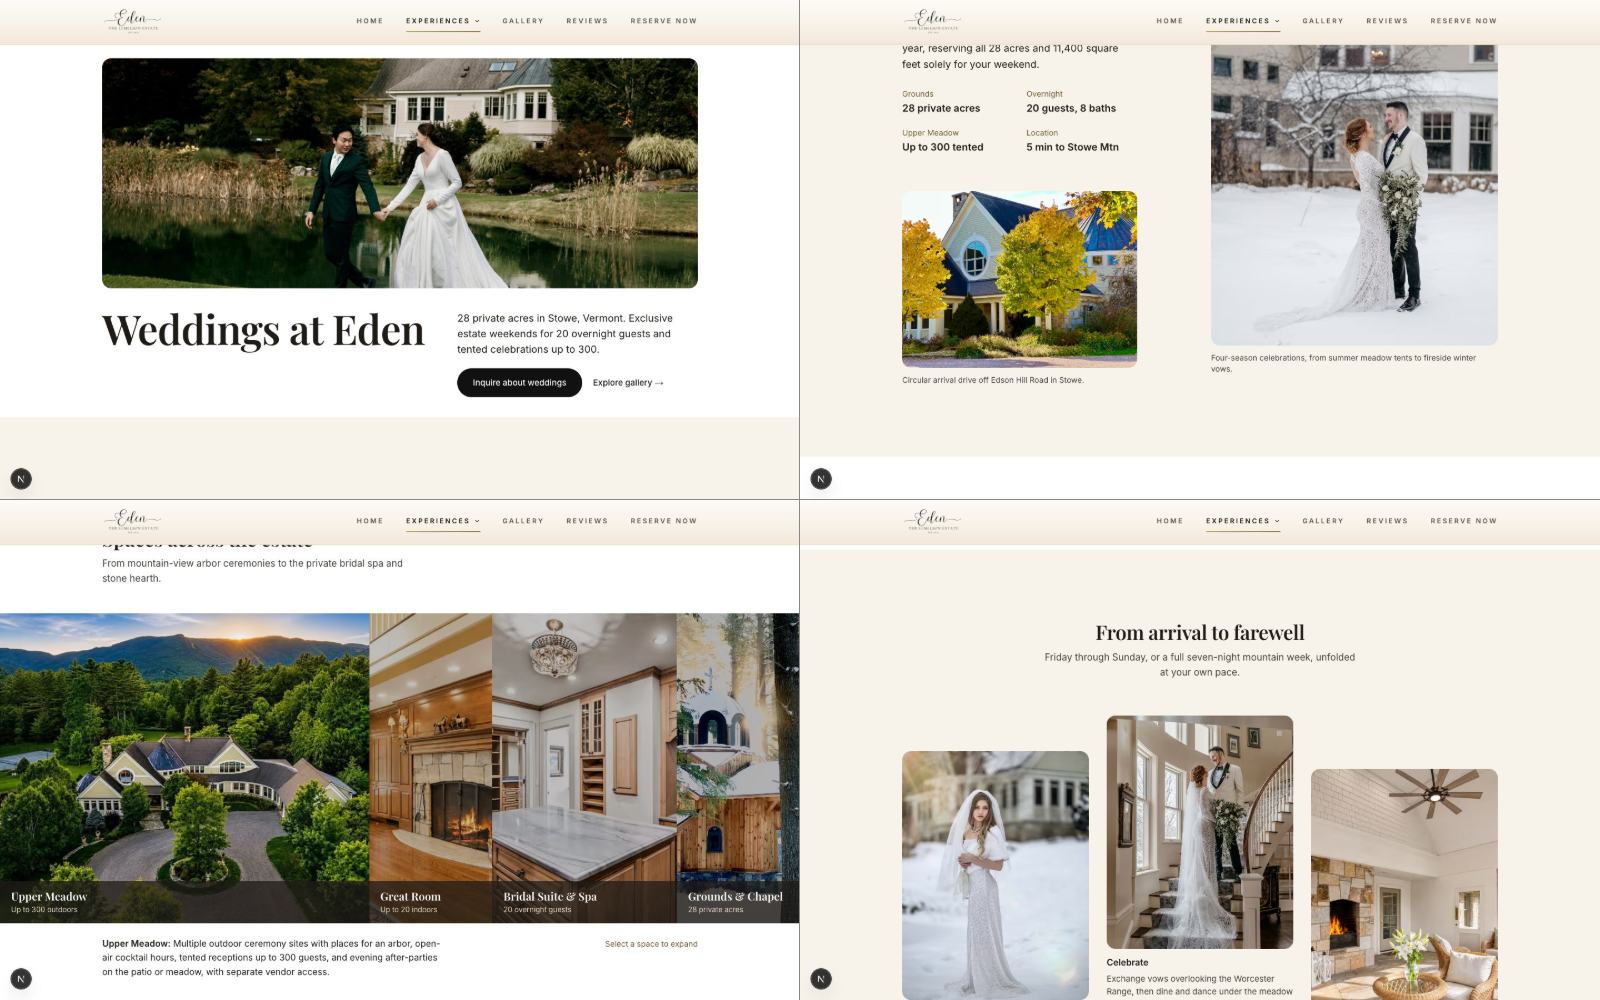 Eden
HOME EXPERIENCES GALLERY REVIEWS RESERVE NOW
Weddings at Eden
28 private acres in Stowe, Vermont. Exclusive
estate weekends for 20 overnight guests and
tented celebrations up to 300.
Inquire about weddings
Explore gallery →
N
Eden
HOME EXPERIENCES GALLERY REVIEWS RESERVE NOW
year, reserving all 28 acres and 11,400 square
feet solely for your weekend.
Grounds
28 private acres
Overnight
20 guests, 8 baths
Upper Meadow
Up to 300 tented
Location
5 min to Stowe Mtn
Circular arrival drive off Edson Hill Road in Stowe.
Four-season celebrations, from summer meadow tents to fireside winter
vows.
N
Eden
HOME EXPERIENCES GALLERY REVIEWS RESERVE NOW
Spaces across the estate
From mountain-view arbor ceremonies to the private bridal spa and
stone hearth.
Upper Meadow
Up to 300 outdoors
Great Room
Up to 20 indoors
Bridal Suite & Spa
20 overnight guests
Grounds & Chapel
28 private acres
Upper Meadow: Multiple outdoor ceremony sites with places for an arbor, open-
air cocktail hours, tented receptions up to 300 guests, and evening after-parties
on the patio or meadow, with separate vendor access.
Select a space to expand
N
Eden
HOME EXPERIENCES GALLERY REVIEWS RESERVE NOW
From arrival to farewell
Friday through Sunday, or a full seven-night mountain week, unfolded
at your own pace.
Celebrate
Exchange vows overlooking the Worcester
Range, then dine and dance under the meadow
N